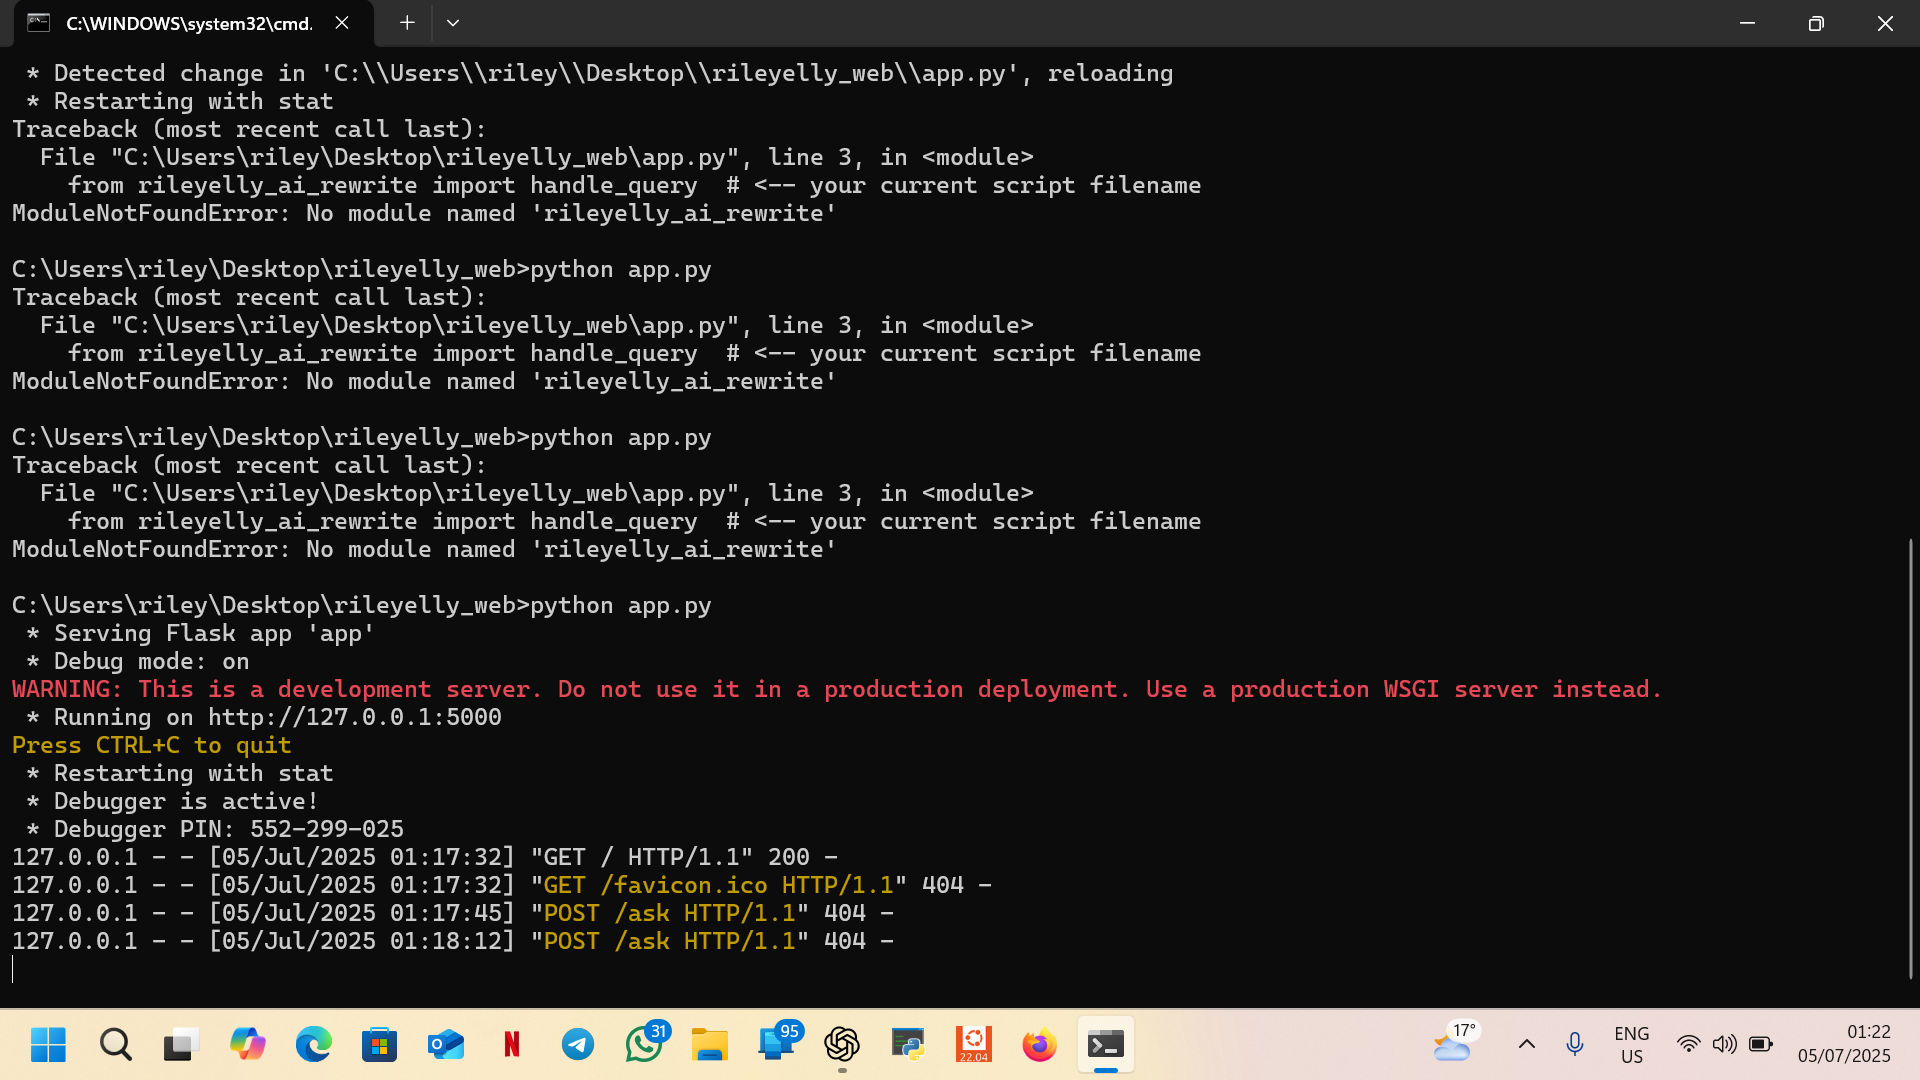 C:\WINDOWS\system32\cmd.
* Detected change in 'C:\\Users\\riley\\Desktop\\rileyelly_web\\app.py', reloading
* Restarting with stat
Traceback (most recent call last):
File "C:\Users\riley\Desktop\rileyelly_web\app.py", line 3, in <module>
from rileyelly_ai_rewrite import handle_query  # <-- your current script filename
ModuleNotFoundError: No module named 'rileyelly_ai_rewrite'
C:\Users\riley\Desktop\rileyelly_web>python app.py
Traceback (most recent call last):
File "C:\Users\riley\Desktop\rileyelly_web\app.py", line 3, in <module>
from rileyelly_ai_rewrite import handle_query  # <-- your current script filename
ModuleNotFoundError: No module named 'rileyelly_ai_rewrite'
C:\Users\riley\Desktop\rileyelly_web>python app.py
Traceback (most recent call last):
File "C:\Users\riley\Desktop\rileyelly_web\app.py", line 3, in <module>
from rileyelly_ai_rewrite import handle_query  # <-- your current script filename
ModuleNotFoundError: No module named 'rileyelly_ai_rewrite'
C:\Users\riley\Desktop\rileyelly_web>python app.py
* Serving Flask app 'app'
* Debug mode: on
WARNING: This is a development server. Do not use it in a production deployment. Use a production WSGI server instead.
* Running on http://127.0.0.1:5000
Press CTRL+C to quit
* Restarting with stat
* Debugger is active!
* Debugger PIN: 552-299-025
127.0.0.1 - - [05/Jul/2025 01:17:32] "GET / HTTP/1.1" 200 -
127.0.0.1 - - [05/Jul/2025 01:17:32] "GET /favicon.ico HTTP/1.1" 404 -
127.0.0.1 - - [05/Jul/2025 01:17:45] "POST /ask HTTP/1.1" 404 -
127.0.0.1 - - [05/Jul/2025 01:18:12] "POST /ask HTTP/1.1" 404 -
N
31
95
22.04
17°
ENG
US
01:22
05/07/2025